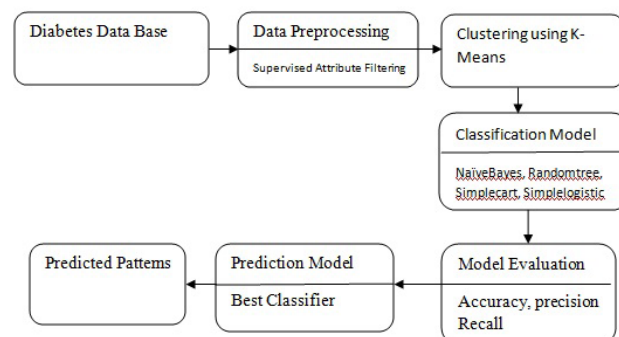 Diabetes Data Base
Data Preprocessing
Supervised Attribute Filtering
Clustering using K-
Means
Classification Model
NaïveBayes, Randomtree,
Simplecart, Simplelogistic
Model Evaluation
Accuracy, precision
Recall
Prediction Model
Best Classifier
Predicted Patterns